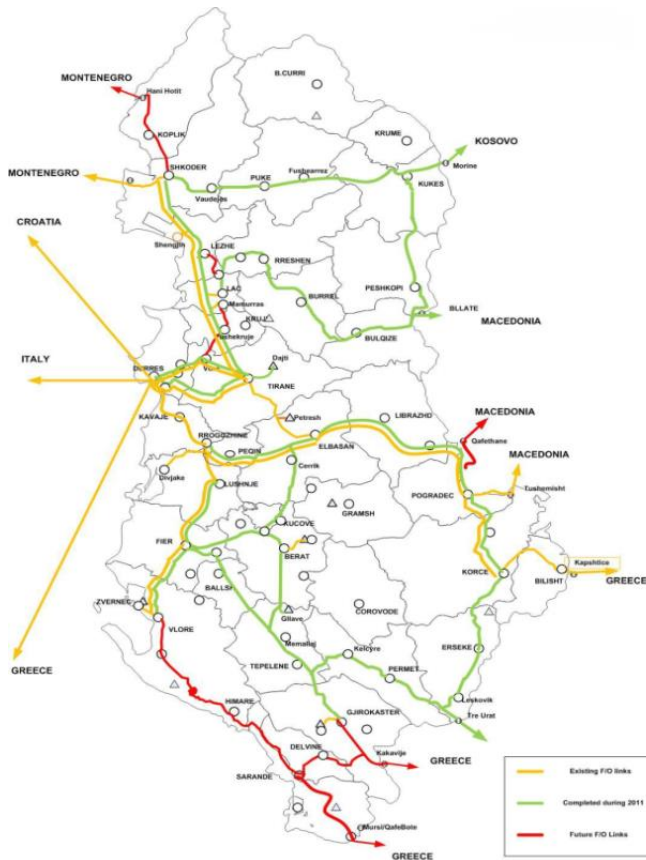 B.CURRI
MONTENEGRO
Hani Hotit
KOPLIK
KRUME
KOSOVO
Morine
SHKODER
MONTENEGRO
PUKE
Fushearrez
KUKES
Vaudejes
CROATIA
Shengjin
LEZHE
RRESHEN
PESHKOPI
LAC
Mamurras
BURREL
BLLATE
MACEDONIA
BULQIZE
Dajti
ITALY
DURRES
TIRANE
KAVAJE
Petresh
LIBRAZHD
MACEDONIA
Qafethane
RROGOZHINE
ELBASAN
PEQIN
MACEDONIA
Cerrik
Divjake
LUSHNJE
POGRADEC
Tushemisht
GRAMSH
KUCOVE
FIER
BERAT
KORCE
Kapshtice
BILISHT
GREECE
BALLSH
ZVERNEC
COROVODE
Gllave
VLORE
ERSEKE
Memaliaj
Kelcyre
TEPELENE
PERMET
GREECE
Leskovik
HIMARE
GJIROKASTER
Tre Urat
DELVINE
Kakavije
GREECE
SARANDE
Existing F/O links
Completed during 2011
Mursi/QafeBote
Future F/O Links
GREECE